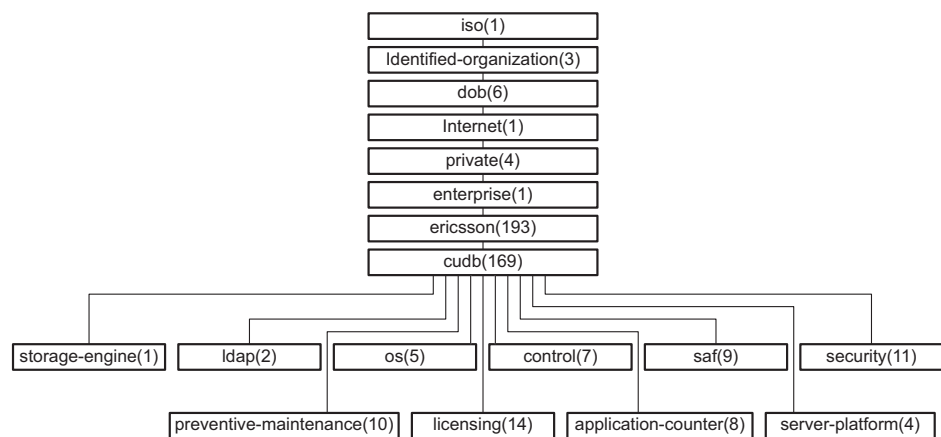 iso(1)
Identified-organization(3)
dob(6)
Internet(1)
private(4)
enterprise(1)
ericsson(193)
cudb(169)
storage-engine(1)
ldap(2)
os(5)
control(7)
saf(9)
security(11)
preventive-maintenance(10)
licensing(14)
application-counter(8)
server-platform(4)